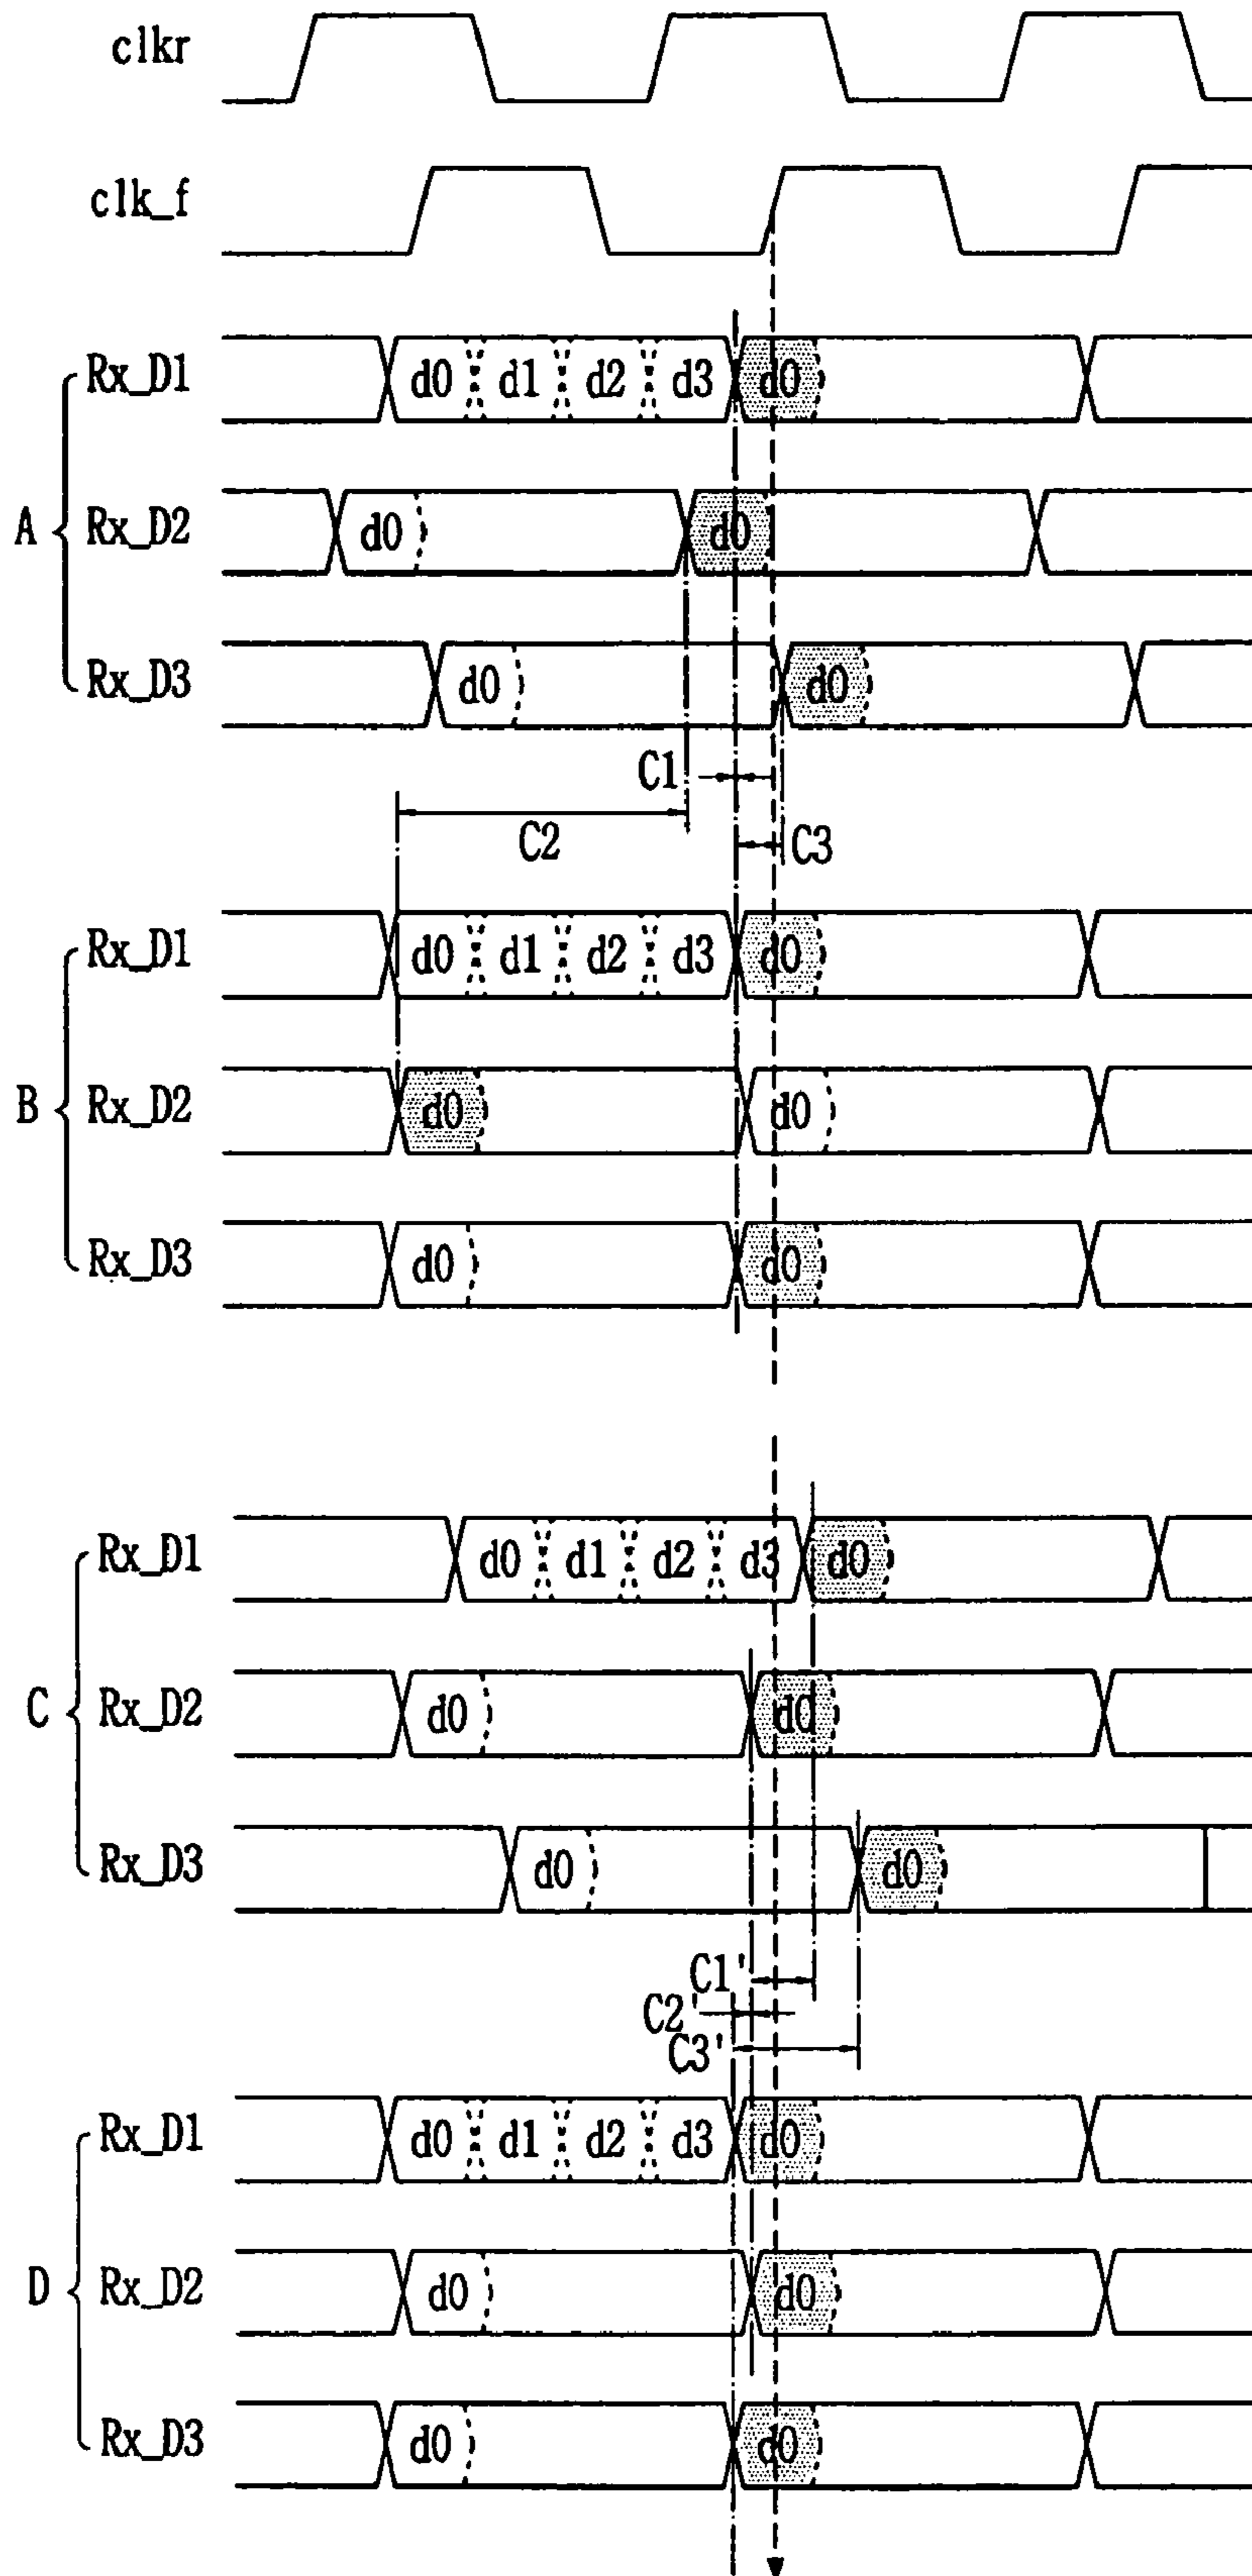 clkr
clk_f
Rx_D1 d0 d1 d2 d3 d0
A Rx_D2 d0 d0
Rx_D3 d0 d0
C1
C2 C3
Rx_D1 d0 d1 d2 d3 d0
B Rx_D2 d0 d0
Rx_D3 d0 d0
Rx_D1 d0 d1 d2 d3 d0
C Rx_D2 d0 d0
Rx_D3 d0 d0
C1'
C2'
C3'
Rx_D1 d0 d1 d2 d3 d0
D Rx_D2 d0 d0
Rx_D3 d0 d0